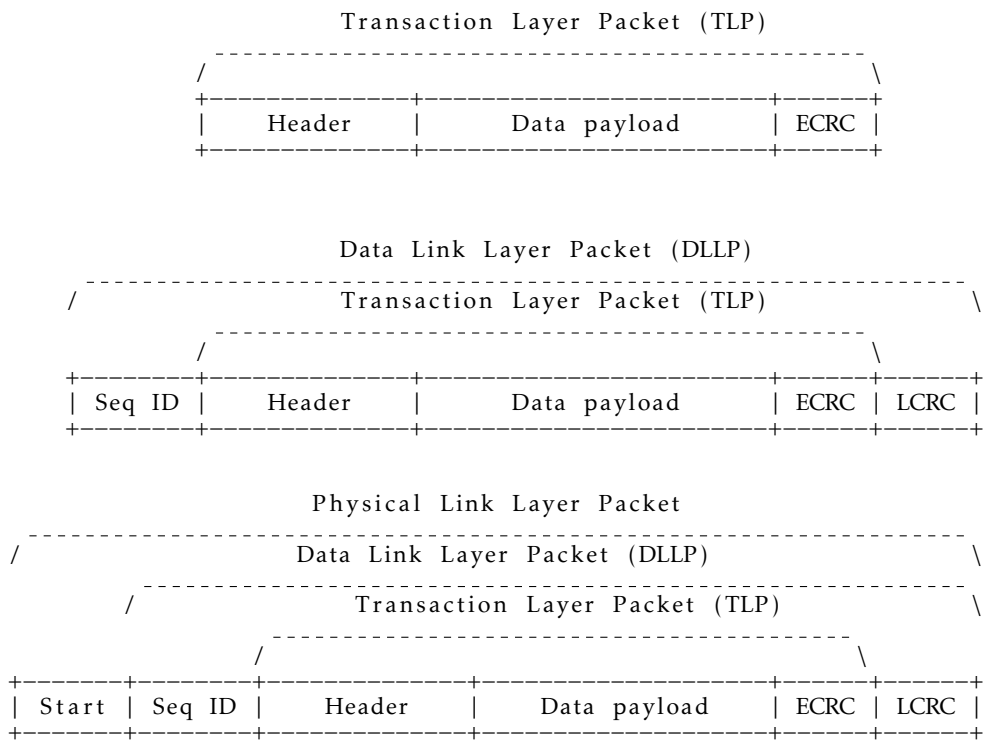 Transaction Layer Packet (TLP)
Header | Data payload | ECRC
Data Link Layer Packet (DLLP)
Transaction Layer Packet (TLP)
Seq ID | Header | Data payload | ECRC | LCRC
Physical Link Layer Packet
Data Link Layer Packet (DLLP)
Transaction Layer Packet (TLP)
Start | Seq ID | Header | Data payload | ECRC | LCRC